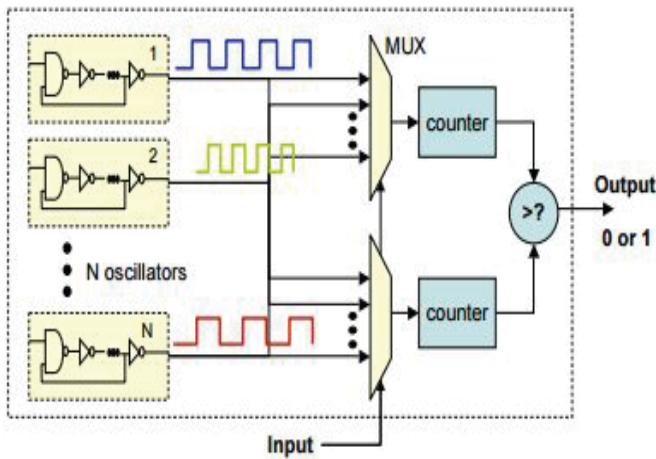 1
MUX
counter
2
>?
Output
0 or 1
N oscillators
N
counter
Input